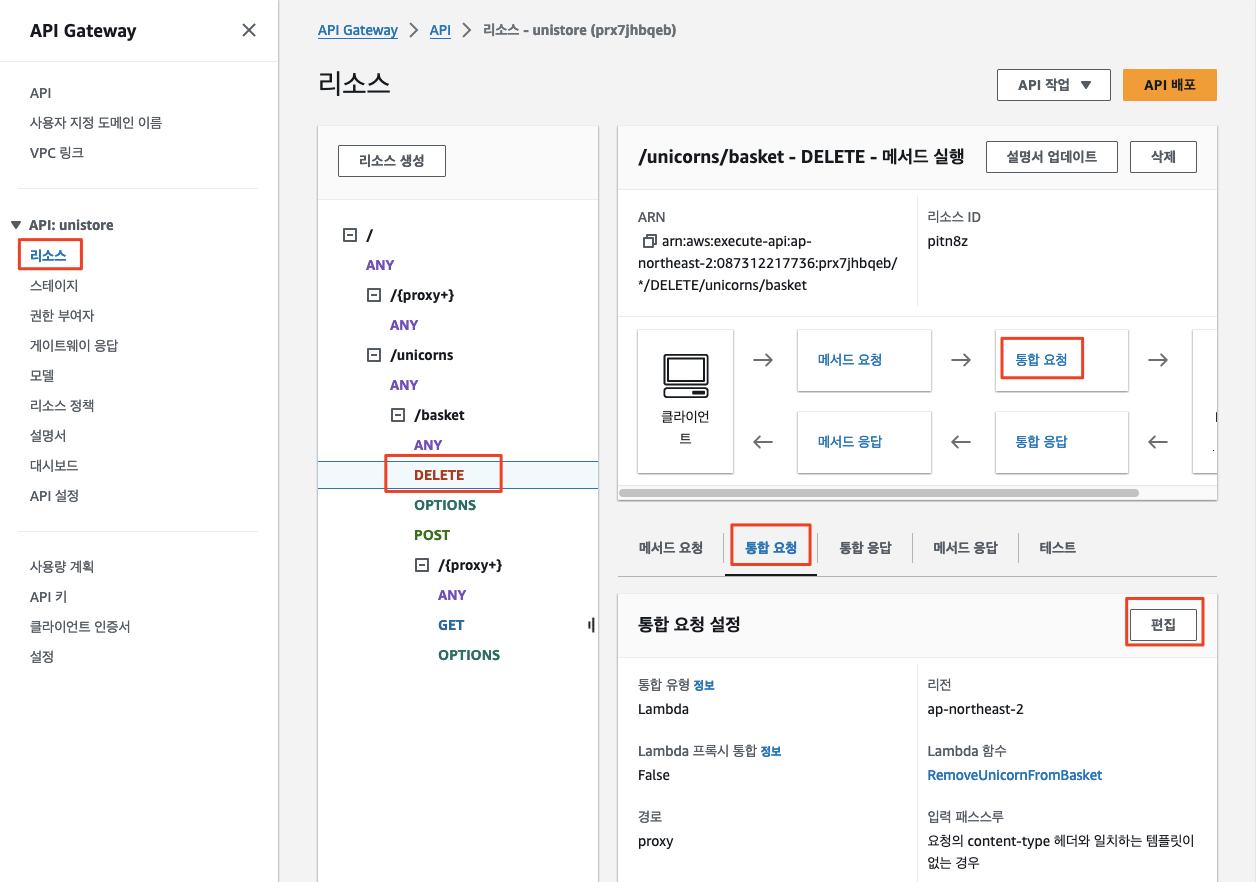 API Gateway
API
사용자 지정 도메인 이름
VPC 링크
API: unistore
리소스
스테이지
권한 부여자
게이트웨이 응답
모델
리소스 정책
설명서
대시보드
API 설정
사용량 계획
API 키
클라이언트 인증서
설정
API Gateway
API
리소스 - unistore (prx7jhbqeb)
리소스
API 작업
API 배포
리소스 생성
/
ANY
/{proxy+}
ANY
/unicorns
ANY
/basket
ANY
DELETE
OPTIONS
POST
/{proxy+}
ANY
GET
OPTIONS
/unicorns/basket - DELETE - 메서드 실행
설명서 업데이트
삭제
ARN
arn:aws:execute-api:ap-
northeast-2:087312217736:prx7jhbqeb/
*/DELETE/unicorns/basket
리소스 ID
pitn8z
클라이언
트
메서드 요청
통합 요청
메서드 응답
통합 응답
메서드 요청
통합 요청
통합 응답
메서드 응답
테스트
통합 요청 설정
편집
통합 유형 정보
Lambda
리전
ap-northeast-2
Lambda 프록시 통합 정보
False
Lambda 함수
RemoveUnicornFromBasket
경로
proxy
입력 패스스루
요청의 content-type 헤더와 일치하는 템플릿이
없는 경우